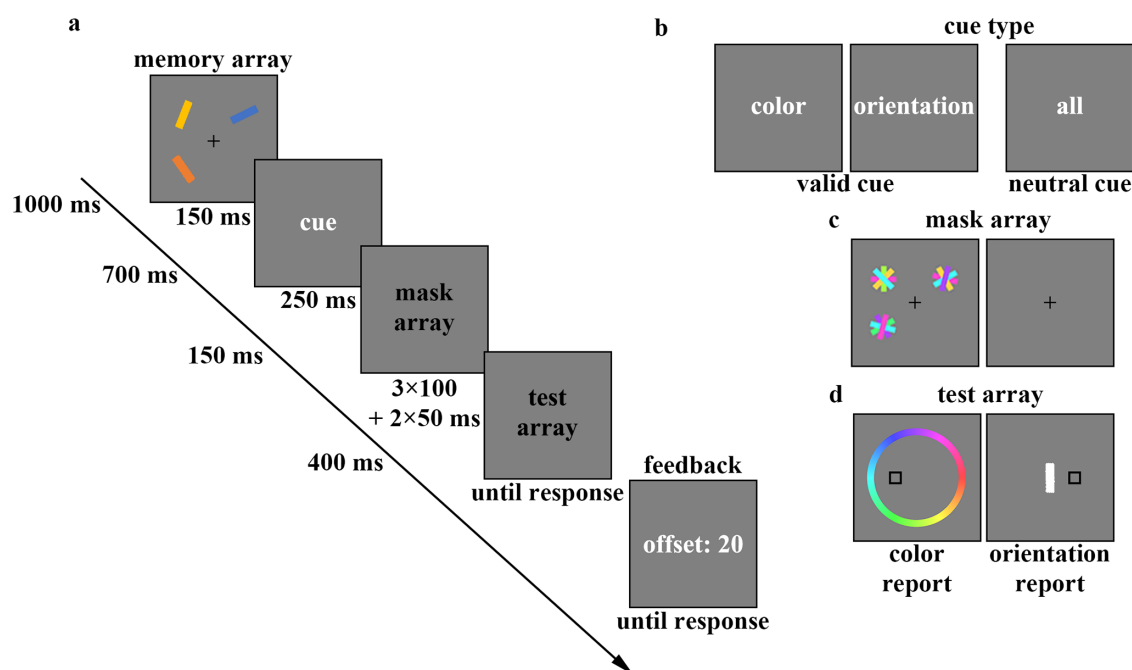 a
memory array
1000 ms
150 ms
cue
700 ms
250 ms
mask
array
150 ms
3×100
+ 2×50 ms
test
array
400 ms
until response
feedback
offset: 20
until response
b
cue type
color
orientation
all
valid cue
neutral cue
c
mask array
d
test array
color
report
orientation
report